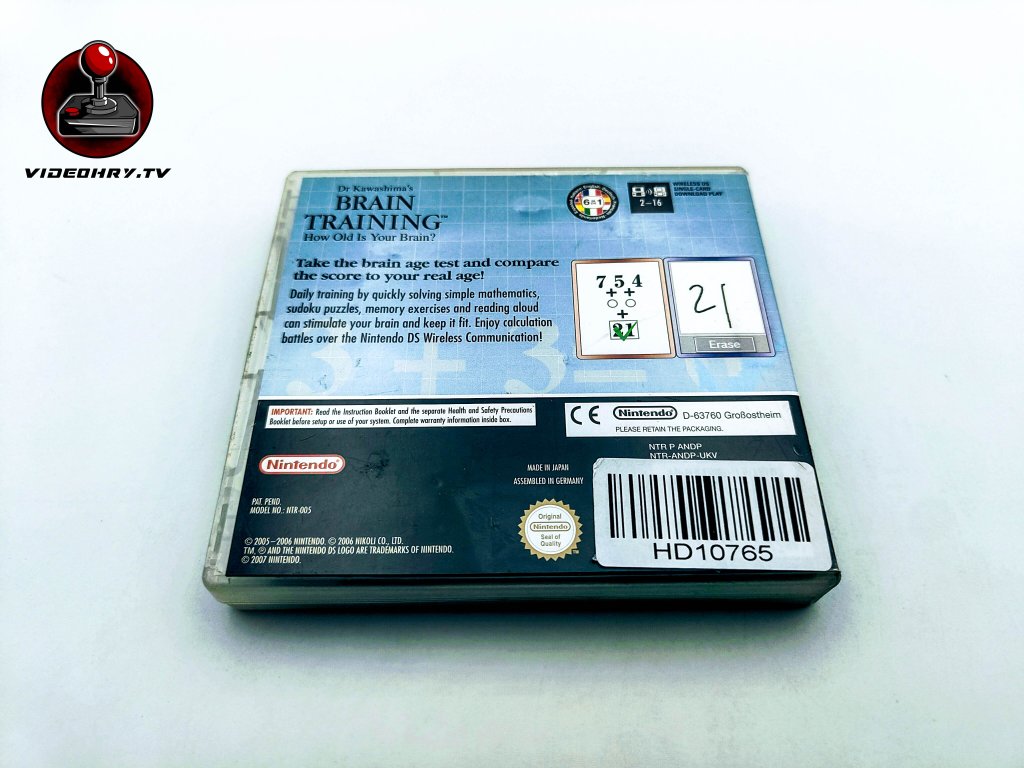 VIDEOHRY.TV
Dr Kawashima's
BRAIN
TRAINING™
How Old Is Your Brain?
6 in 1
2–16
WIRELESS DS
SINGLE-CARD
DOWNLOAD PLAY
Take the brain age test and compare
the score to your real age!
Daily training by quickly solving simple mathematics,
sudoku puzzles, memory exercises and reading aloud
can stimulate your brain and keep it fit. Enjoy calculation
battles over the Nintendo DS Wireless Communication!
7 5 4
+ +
+
21
21
Erase
3 + 3 =
IMPORTANT: Read the Instruction Booklet and the separate Health and Safety Precautions
Booklet before setup or use of your system. Complete warranty information inside box.
CE Nintendo D-63760 Großostheim
PLEASE RETAIN THE PACKAGING.
NTR P ANDP
NTR-ANDP-UKV
Nintendo
MADE IN JAPAN
ASSEMBLED IN GERMANY
PAT. PEND.
MODEL NO.: NTR-005
Original
Nintendo
Seal of
Quality
© 2005–2006 NINTENDO. © 2006 NIKOLI CO., LTD.
TM, ® AND THE NINTENDO DS LOGO ARE TRADEMARKS OF NINTENDO.
© 2007 NINTENDO.
HD10765